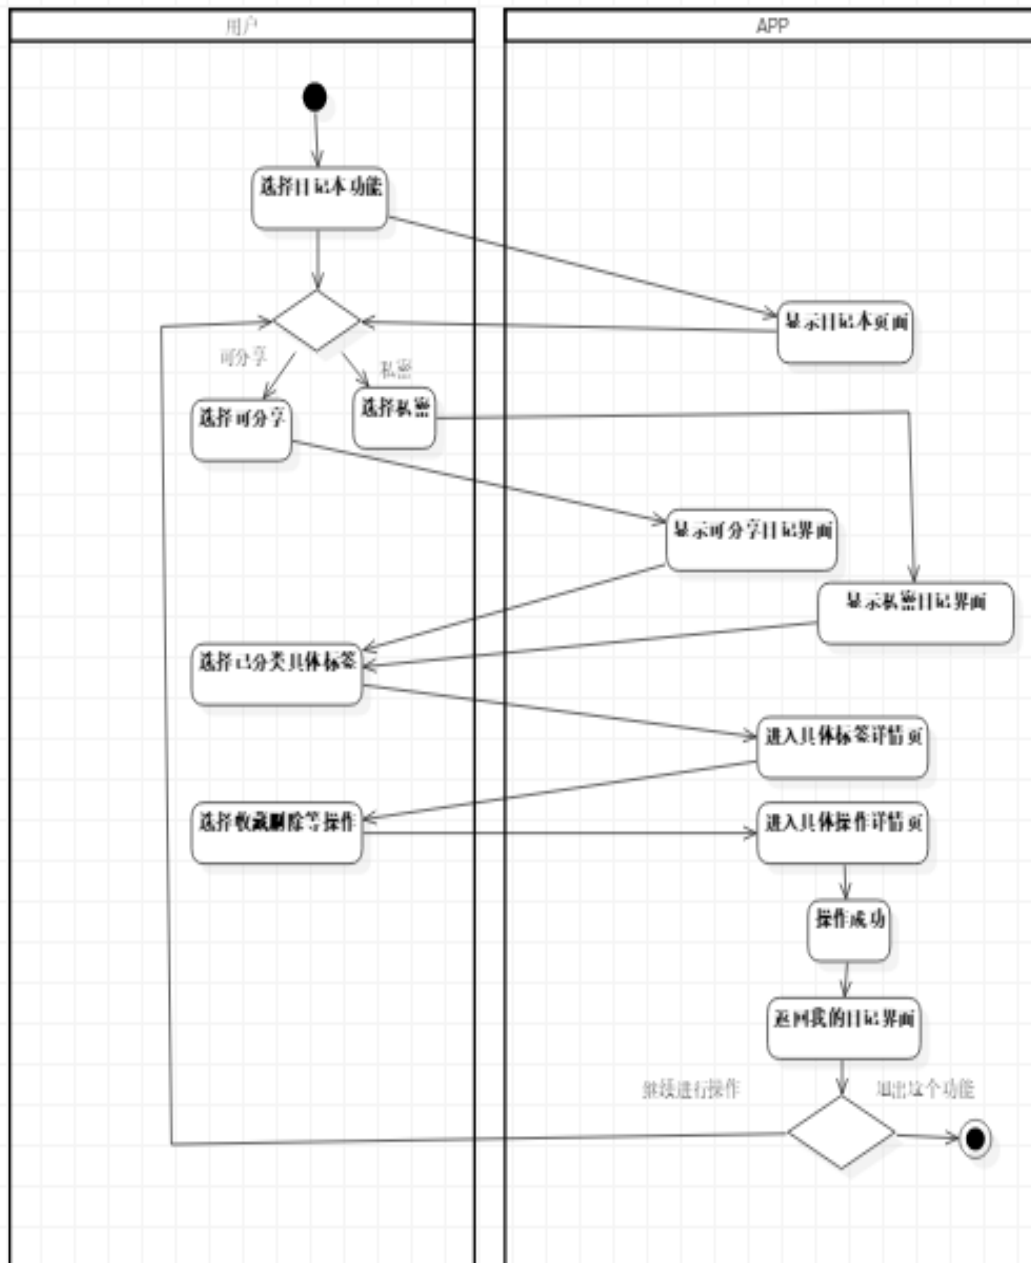 用户
APP
选择日记本功能
显示日记本页面
可分享
私密
选择可分享
选择私密
显示可分享日记界面
显示私密日记界面
选择已分类具体标签
进入具体标签详情页
选择收藏删除等操作
进入具体操作详情页
操作成功
返回我的日记界面
继续进行操作
退出这个功能